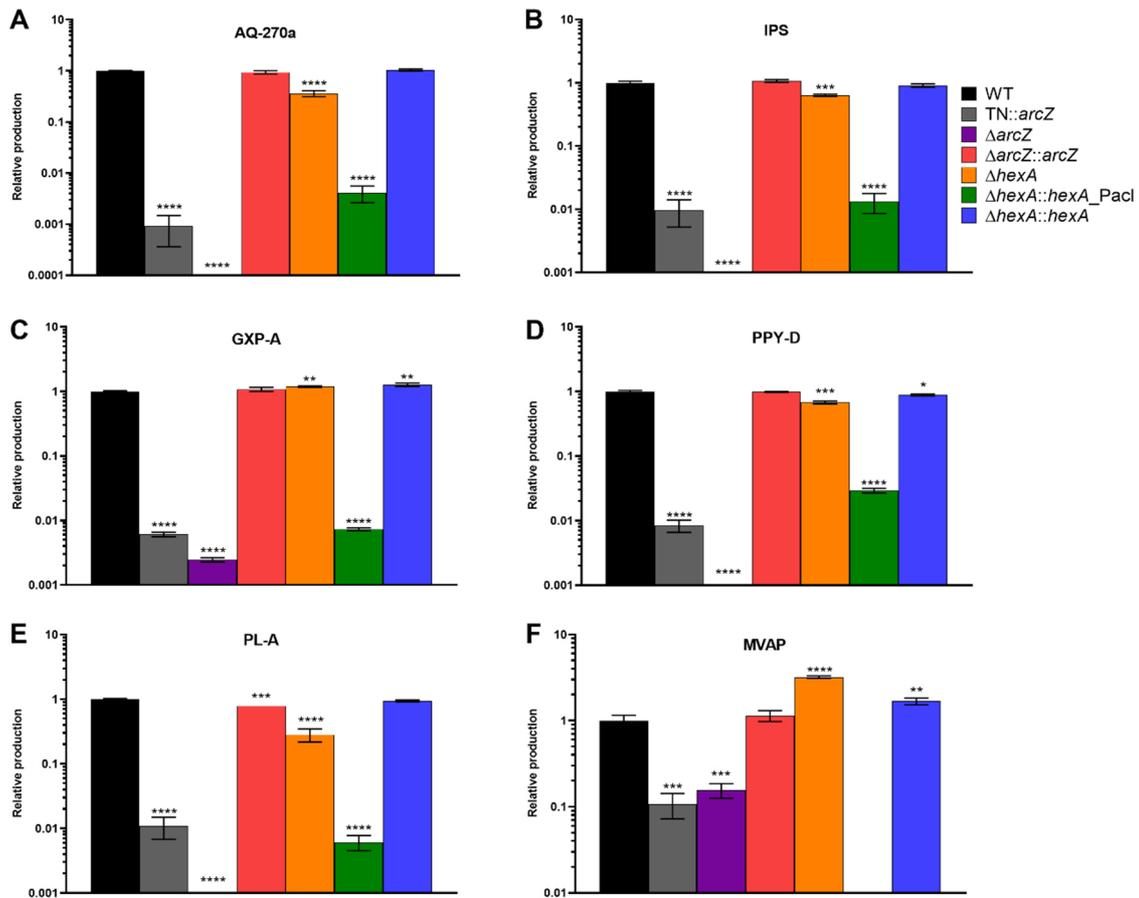 A
AQ-270a
Relative production
10
1
0.1
0.01
0.001
0.0001
****
****
****
****
B
IPS
Relative production
10
1
0.1
0.01
0.001
****
****
***
****
WT
TN::arcZ
ΔarcZ
ΔarcZ::arcZ
ΔhexA
ΔhexA::hexA_PacI
ΔhexA::hexA
C
GXP-A
Relative production
10
1
0.1
0.01
0.001
****
****
**
****
**
D
PPY-D
Relative production
10
1
0.1
0.01
0.001
****
****
***
****
*
E
PL-A
Relative production
10
1
0.1
0.01
0.001
****
****
***
****
****
F
MVAP
Relative production
10
1
0.1
0.01
***
***
****
**